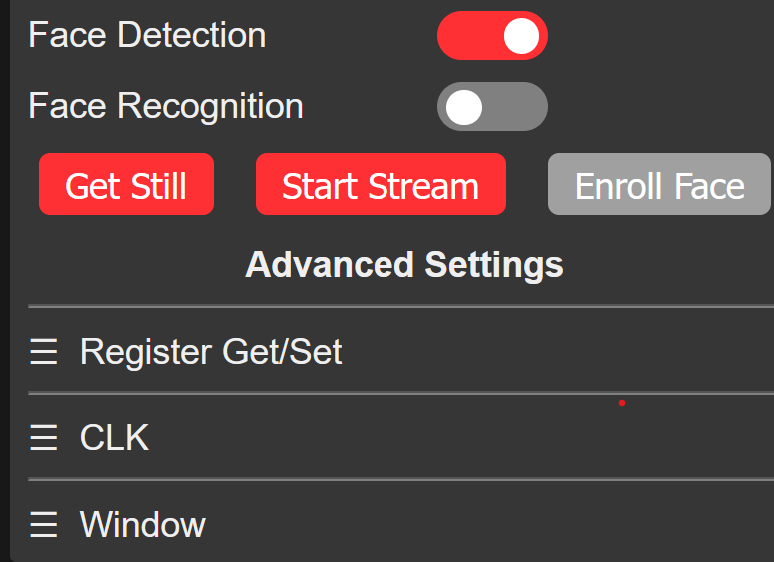 Face Detection
Face Recognition
Get Still Start Stream Enroll Face
Advanced Settings
Register Get/Set
CLK
Window